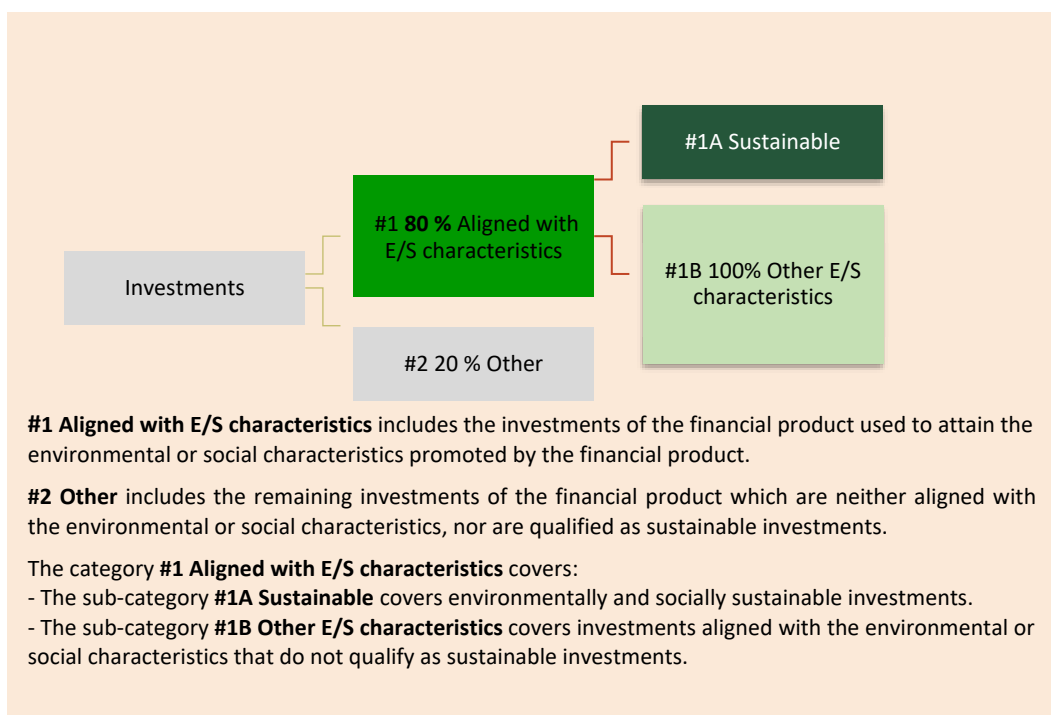 #1A Sustainable
#1 80 % Aligned with
E/S characteristics
#1B 100% Other E/S
characteristics
Investments
#2 20 % Other
#1 Aligned with E/S characteristics includes the investments of the financial product used to attain the
environmental or social characteristics promoted by the financial product.
#2 Other includes the remaining investments of the financial product which are neither aligned with
the environmental or social characteristics, nor are qualified as sustainable investments.
The category #1 Aligned with E/S characteristics covers:
- The sub-category #1A Sustainable covers environmentally and socially sustainable investments.
- The sub-category #1B Other E/S characteristics covers investments aligned with the environmental or
social characteristics that do not qualify as sustainable investments.